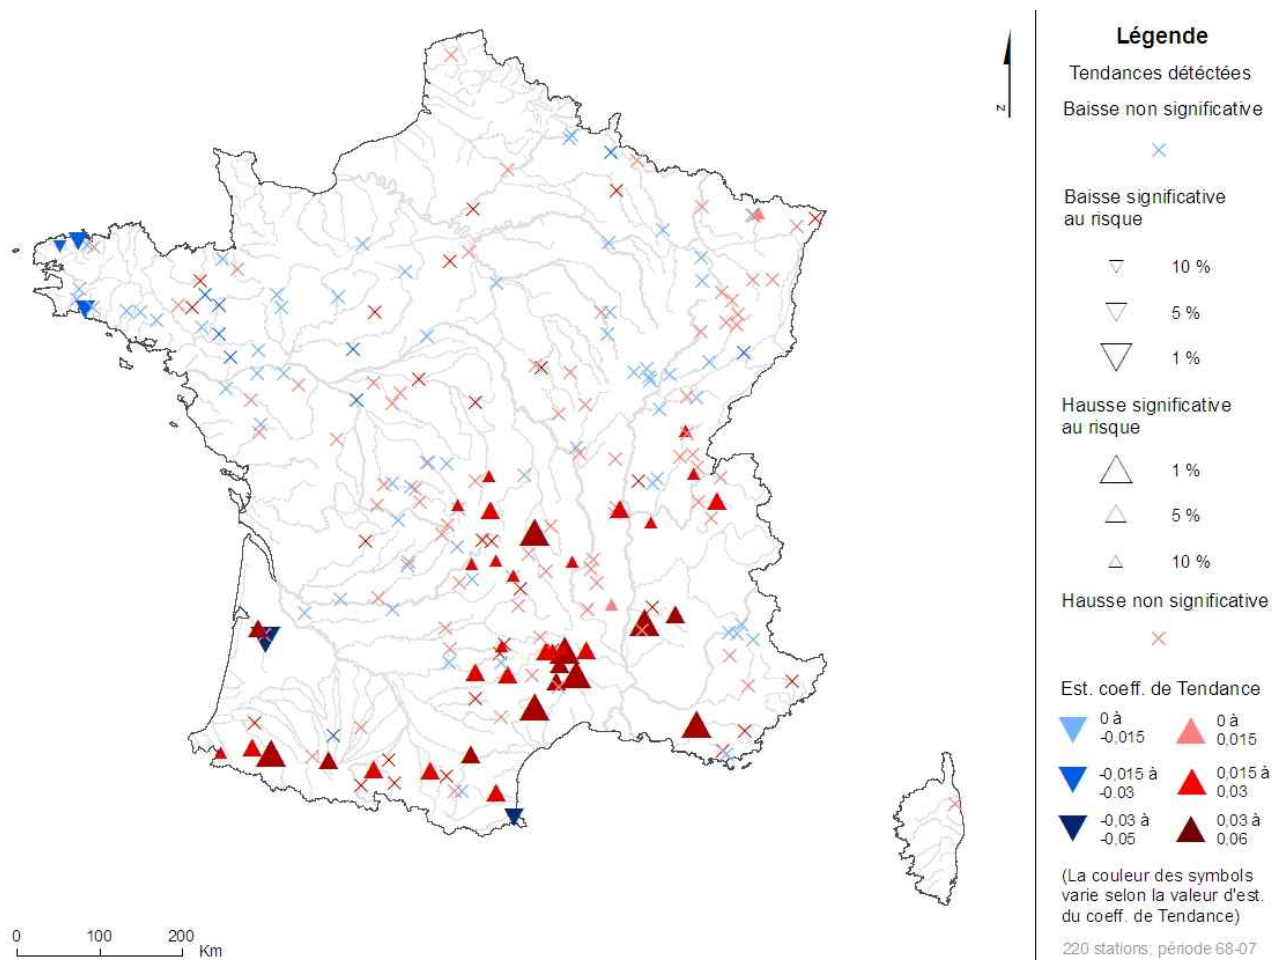 Légende
Tendances détéctées
Baisse non significative
Baisse significative
au risque
10 %
5 %
1 %
Hausse significative
au risque
1 %
5 %
10 %
Hausse non significative
Est. coeff. de Tendance
0 à
-0,015
0 à
0,015
-0,015 à
-0.03
0,015 à
0,03
-0,03 à
-0,05
0,03 à
0,06
(La couleur des symbols
varie selon la valeur d'est.
du coeff. de Tendance)
220 stations; période 68-07
z
0 100 200
Km